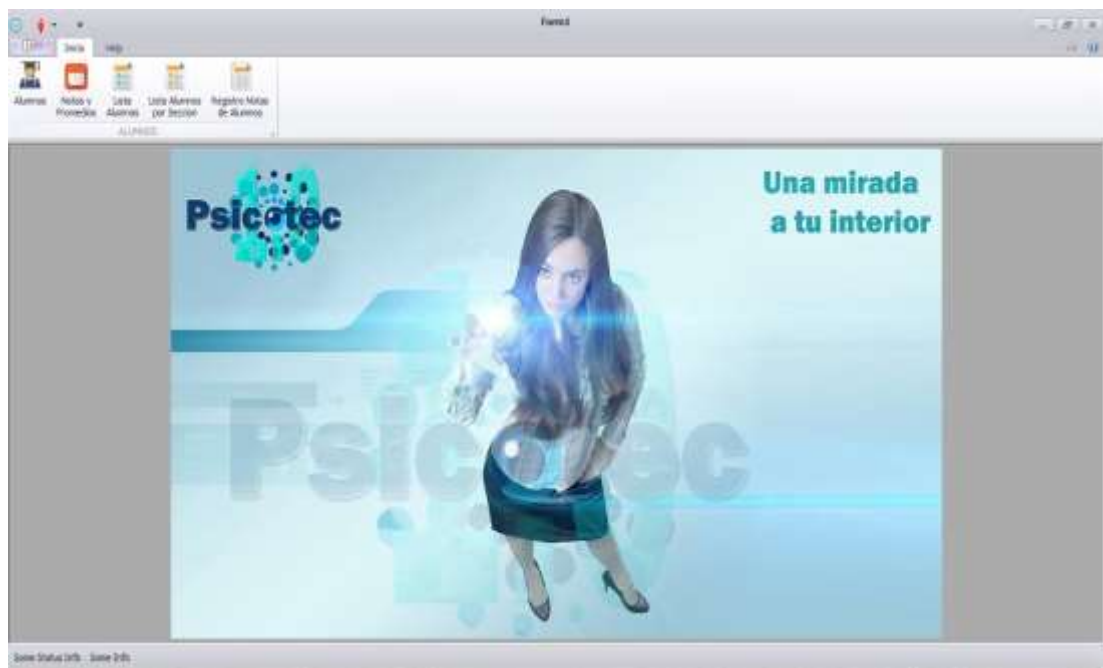 Form1
Inicio Help
Alumnos
Notas y
Promedios
Lista
Alumnos
Lista Alumnos
por Seccion
Registro Notas
de Alumnos
ALUMNOS
Psicotec
Una mirada
a tu interior
Psicotec
Some Status Info Some Info